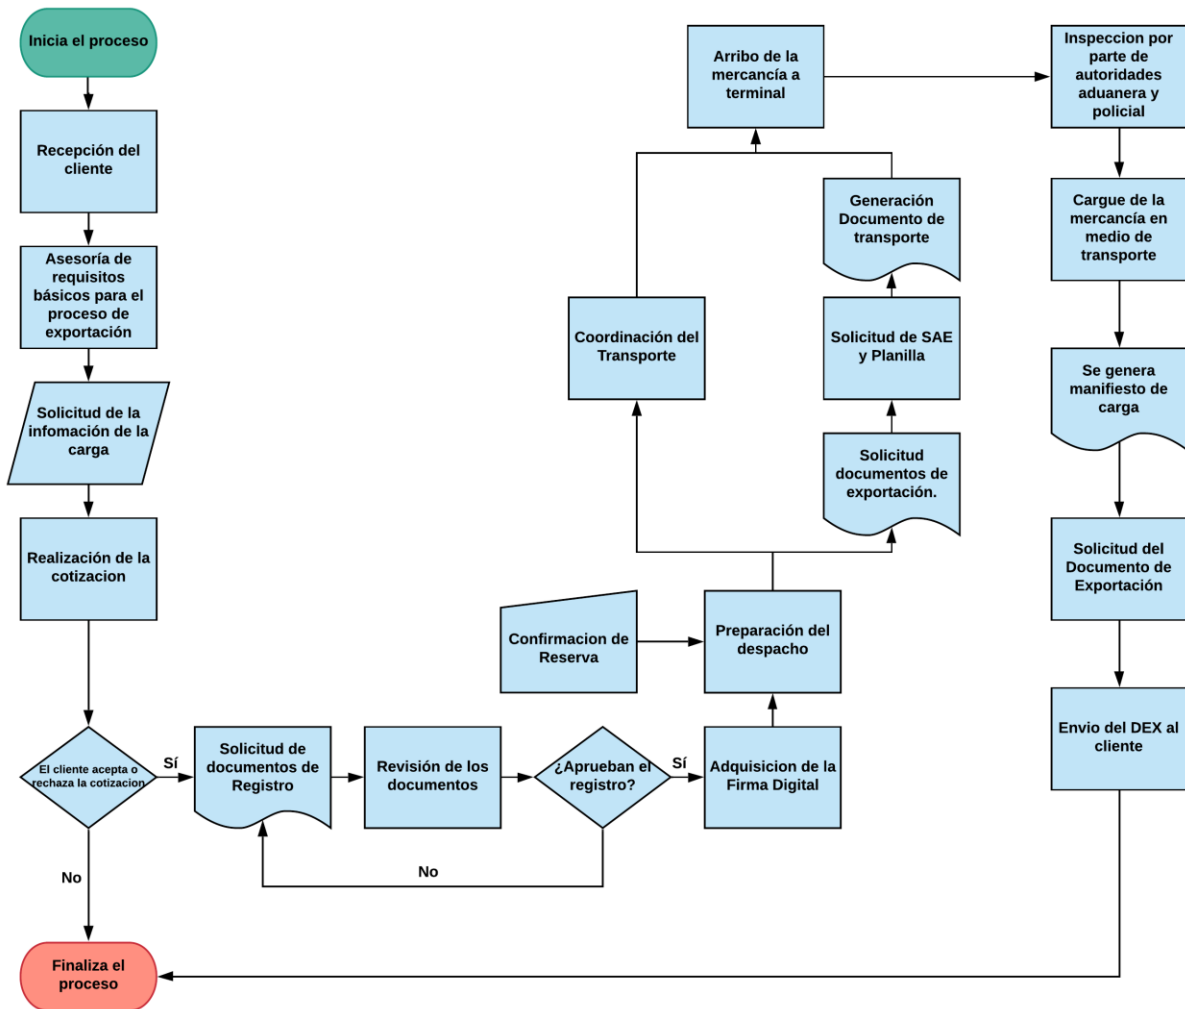 Inicia el proceso
Recepción del
cliente
Asesoría de
requisitos
básicos para el
proceso de
exportación
Solicitud de la
infomación de la
carga
Realización de la
cotizacion
El cliente acepta o
rechaza la cotizacion
Sí
No
Finaliza el
proceso
Solicitud de
documentos de
Registro
Revisión de los
documentos
¿Aprueban el
registro?
Sí
No
Adquisicion de la
Firma Digital
Confirmacion de
Reserva
Preparación del
despacho
Coordinación del
Transporte
Solicitud
documentos de
exportación.
Solicitud de SAE
y Planilla
Generación
Documento de
transporte
Arribo de la
mercancía a
terminal
Inspeccion por
parte de
autoridades
aduanera y
policial
Cargue de la
mercancía en
medio de
transporte
Se genera
manifiesto de
carga
Solicitud del
Documento de
Exportación
Envio del DEX al
cliente